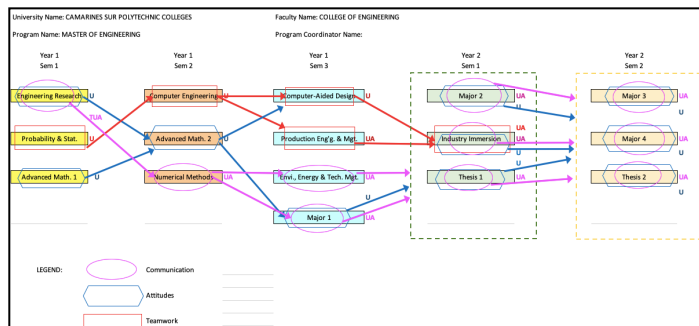 University Name: CAMARINES SUR POLYTECHNIC COLLEGES
Faculty Name: COLLEGE OF ENGINEERING
Program Name: MASTER OF ENGINEERING
Program Coordinator Name:
Year 1
Sem 1
Year 1
Sem 2
Year 1
Sem 3
Year 2
Sem 1
Year 2
Sem 2
Engineering Research
U
TUA
Computer Engineering
U
Computer-Aided Design
U
Major 2
UA
U
Major 3
UA
U
Probability & Stat.
U
Advanced Math. 2
U
Production Eng'g. & Mgt.
UA
UA
Industry Immersion
UA
U
Major 4
UA
U
Advanced Math. 1
U
Numerical Methods
UA
Envi., Energy & Tech. Mgt.
UA
Thesis 1
U
UA
Thesis 2
UA
U
U
Major 1
UA
LEGEND:
Communication
Attitudes
Teamwork